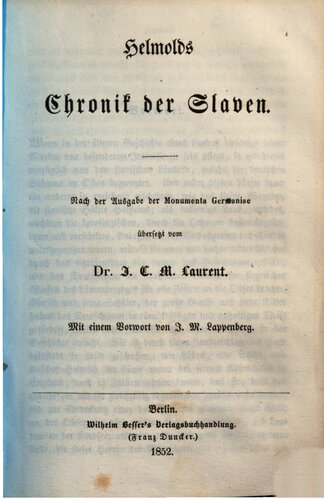 Helmolds
Chronik der Slaven.
Nach der Ausgabe der Monumenta Germaniae
übersetzt vom
Dr. J. C. M. Laurent.
Mit einem Vorwort von J. M. Lappenberg.
Berlin.
Wilhelm Besser's Verlagsbuchhandlung.
(Franz Duncker.)
1852.